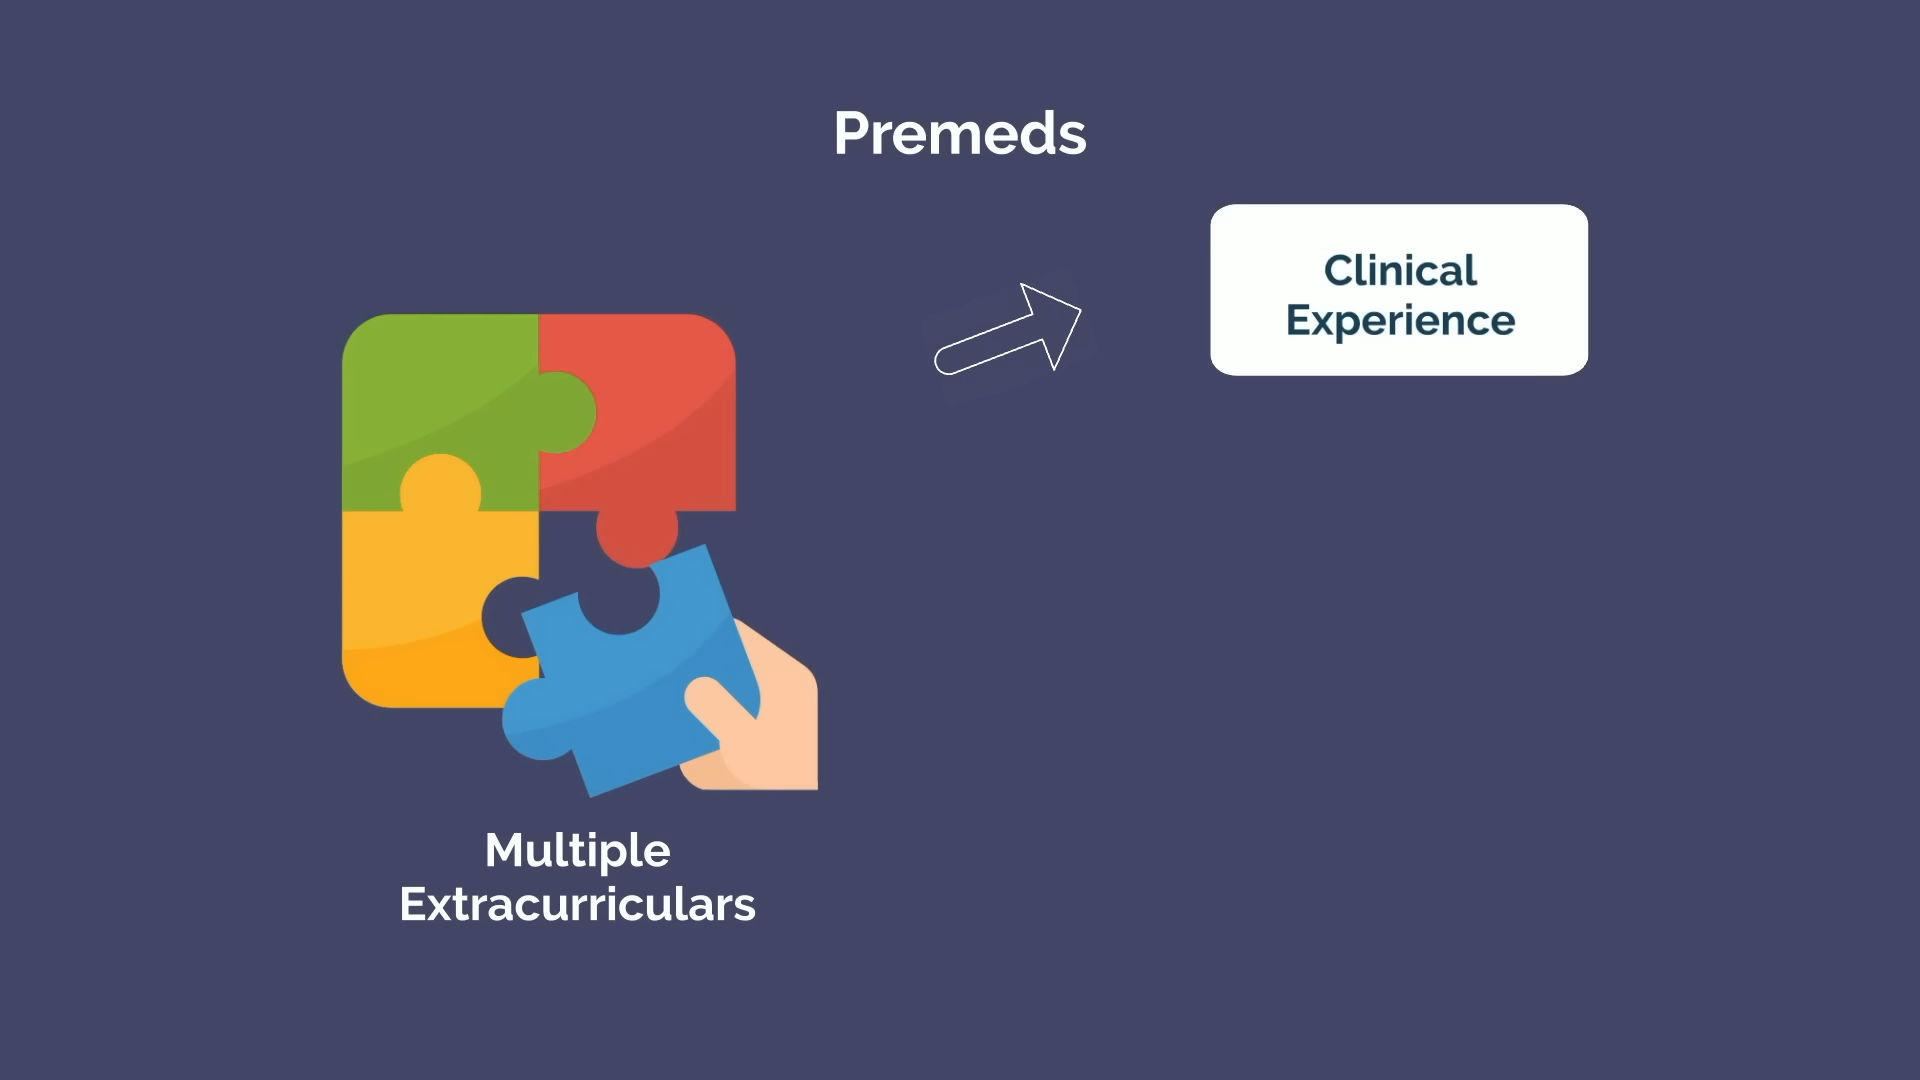 Premeds
Clinical
Experience
Multiple
Extracurriculars